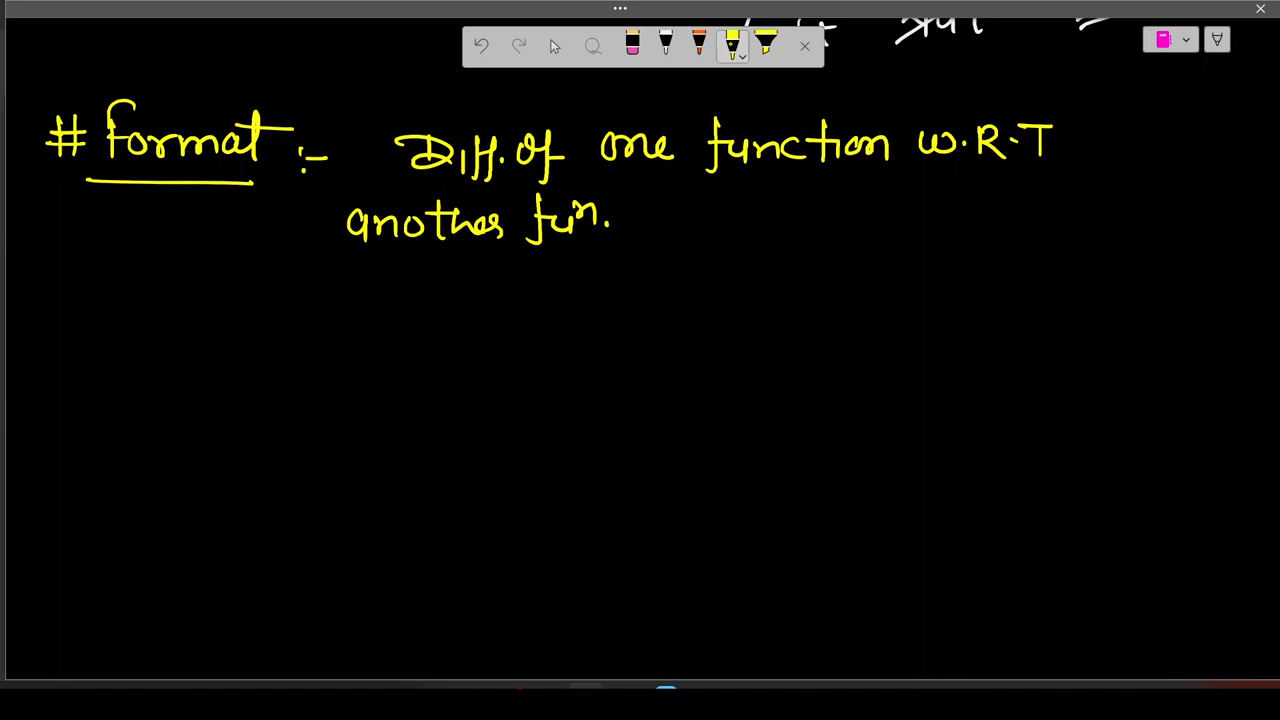 # format :- Diff. of one function w.R.T
another fun.